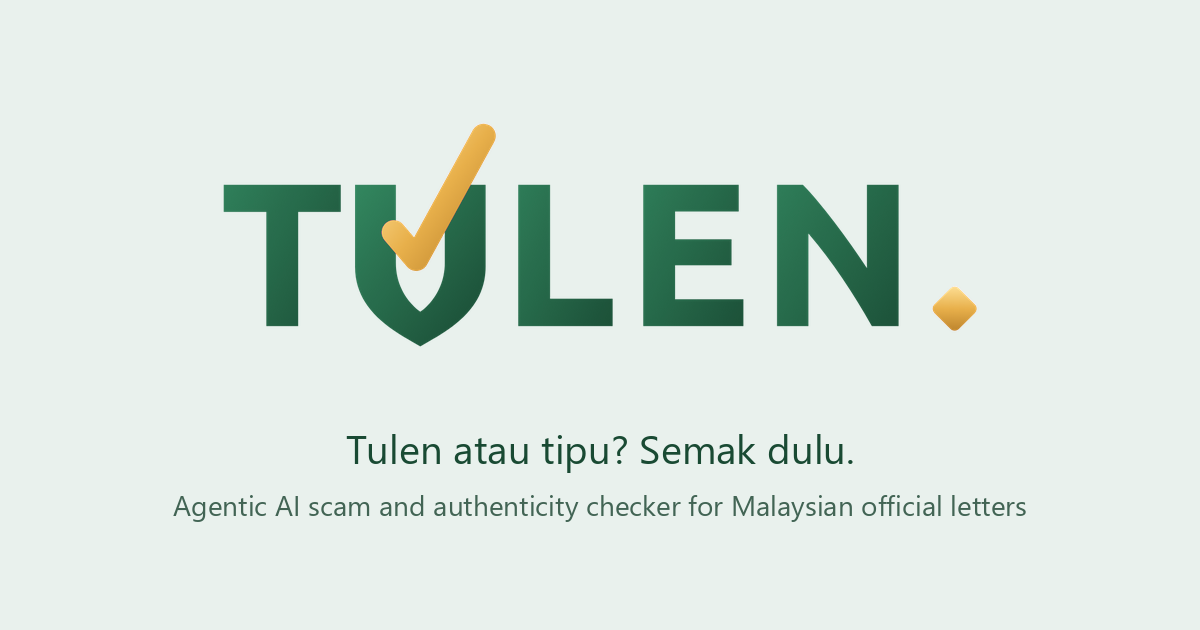 TULEN.
Tulen atau tipu? Semak dulu.
Agentic AI scam and authenticity checker for Malaysian official letters